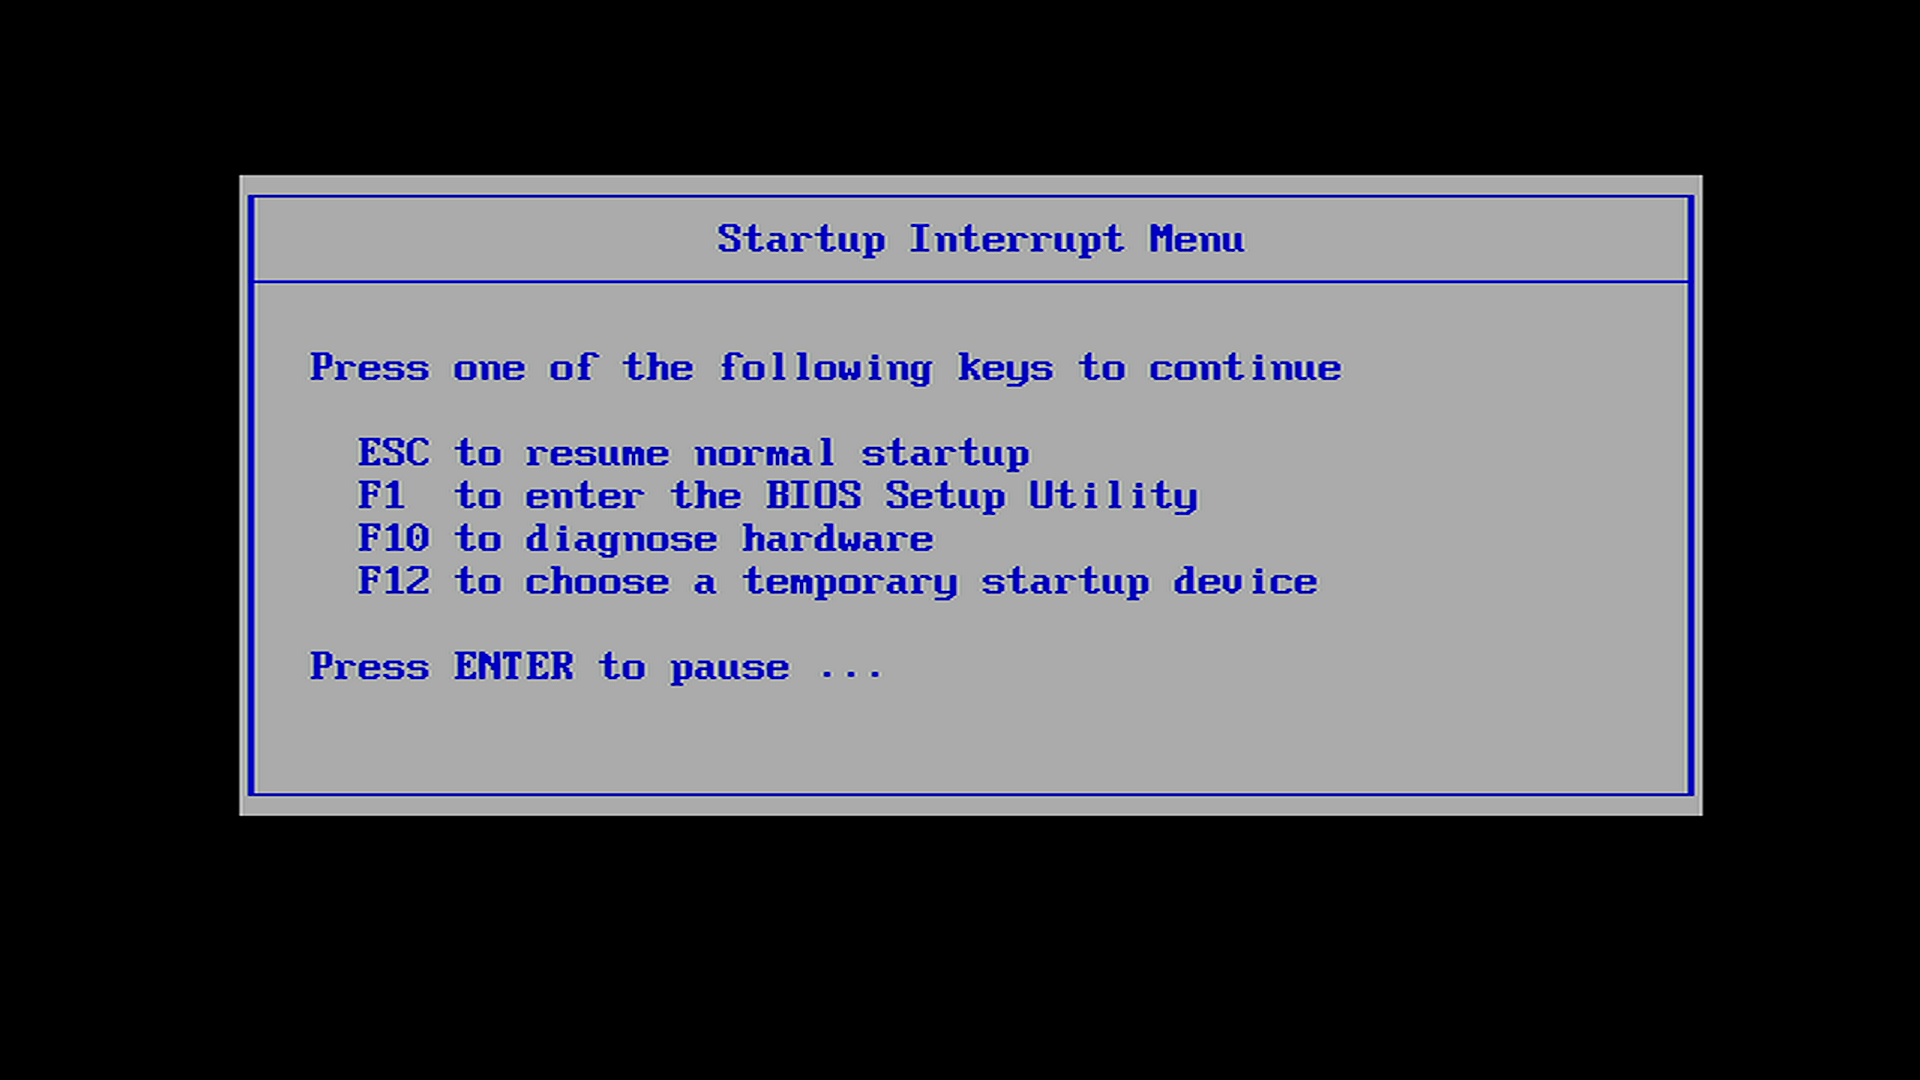 Startup Interrupt Menu
Press one of the following keys to continue
ESC to resume normal startup
F1 to enter the BIOS Setup Utility
F10 to diagnose hardware
F12 to choose a temporary startup device
Press ENTER to pause ...